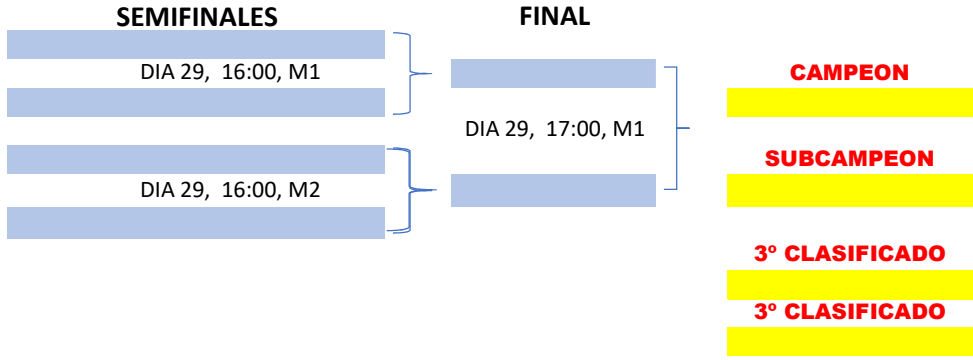 SEMIFINALES
FINAL
DIA 29,  16:00, M1
DIA 29,  16:00, M2
DIA 29,  17:00, M1
CAMPEON
SUBCAMPEON
3º CLASIFICADO
3º CLASIFICADO